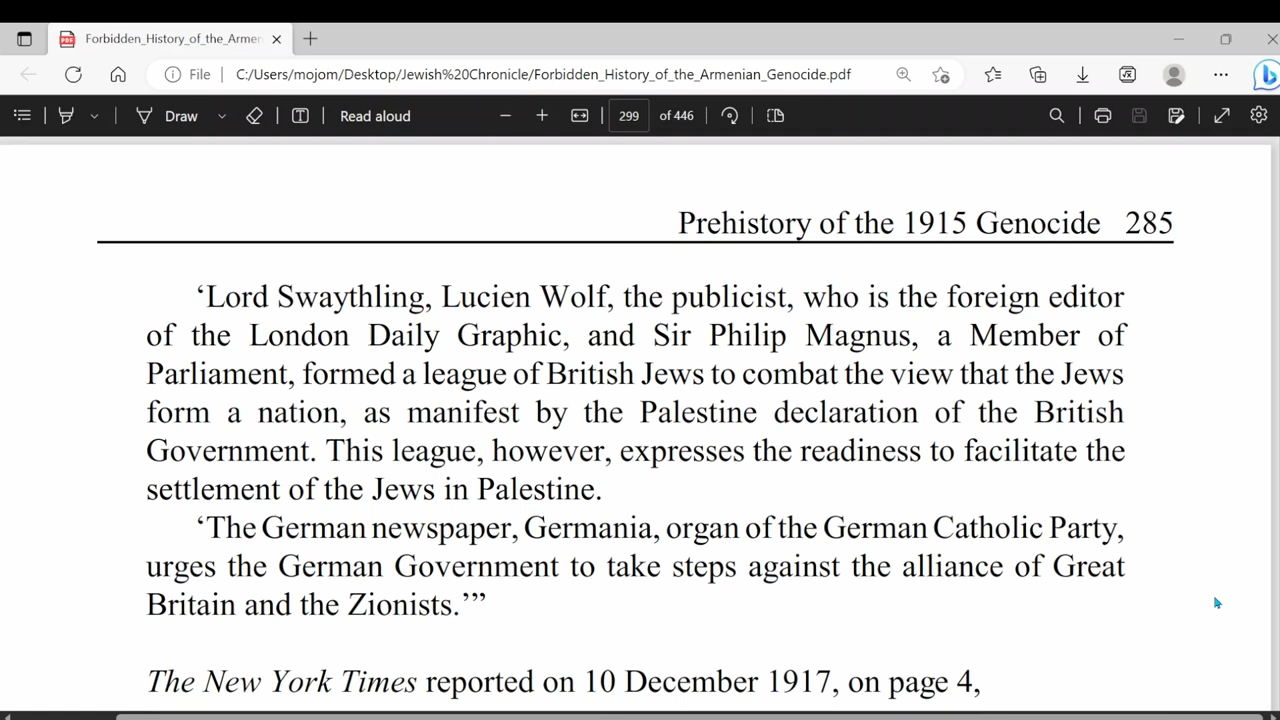 Forbidden_History_of_the_Armen
File
C:/Users/mojom/Desktop/Jewish%20Chronicle/Forbidden_History_of_the_Armenian_Genocide.pdf
Draw
Read aloud
299 of 446
Prehistory of the 1915 Genocide 285
‘Lord Swaythling, Lucien Wolf, the publicist, who is the foreign editor
of the London Daily Graphic, and Sir Philip Magnus, a Member of
Parliament, formed a league of British Jews to combat the view that the Jews
form a nation, as manifest by the Palestine declaration of the British
Government. This league, however, expresses the readiness to facilitate the
settlement of the Jews in Palestine.
‘The German newspaper, Germania, organ of the German Catholic Party,
urges the German Government to take steps against the alliance of Great
Britain and the Zionists.’”
The New York Times reported on 10 December 1917, on page 4,